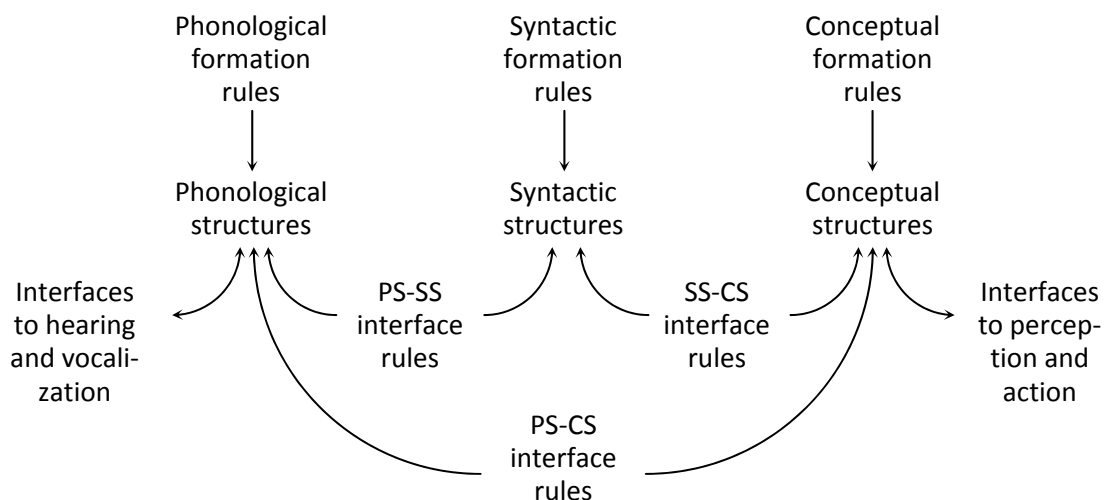 Phonological
formation
rules
Syntactic
formation
rules
Conceptual
formation
rules
Phonological
structures
Syntactic
structures
Conceptual
structures
Interfaces
to hearing
and vocali-
zation
PS-SS
interface
rules
SS-CS
interface
rules
Interfaces
to percep-
tion and
action
PS-CS
interface
rules